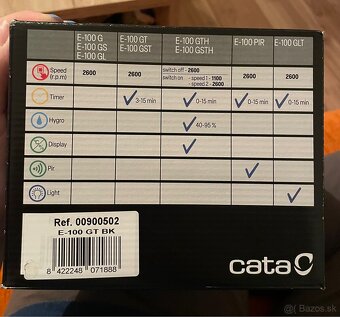 E-100 G E-100 GT E-100 GTH E-100 PIR E-100 GLT
E-100 GS E-100 GST E-100 GSTH
E-100 GL
Speed (r.p.m) 2600 2600 switch off - 2600 2600 2600
switch on - speed 1 - 1100
- speed 2 - 2600
Timer 3-15 min 0-15 min 0-15 min 0-15 min
Hygro 40-95 %
Display
Pir
Light
Ref. 00900502
E-100 GT BK
8 422248 071888
cata
Bazos.sk